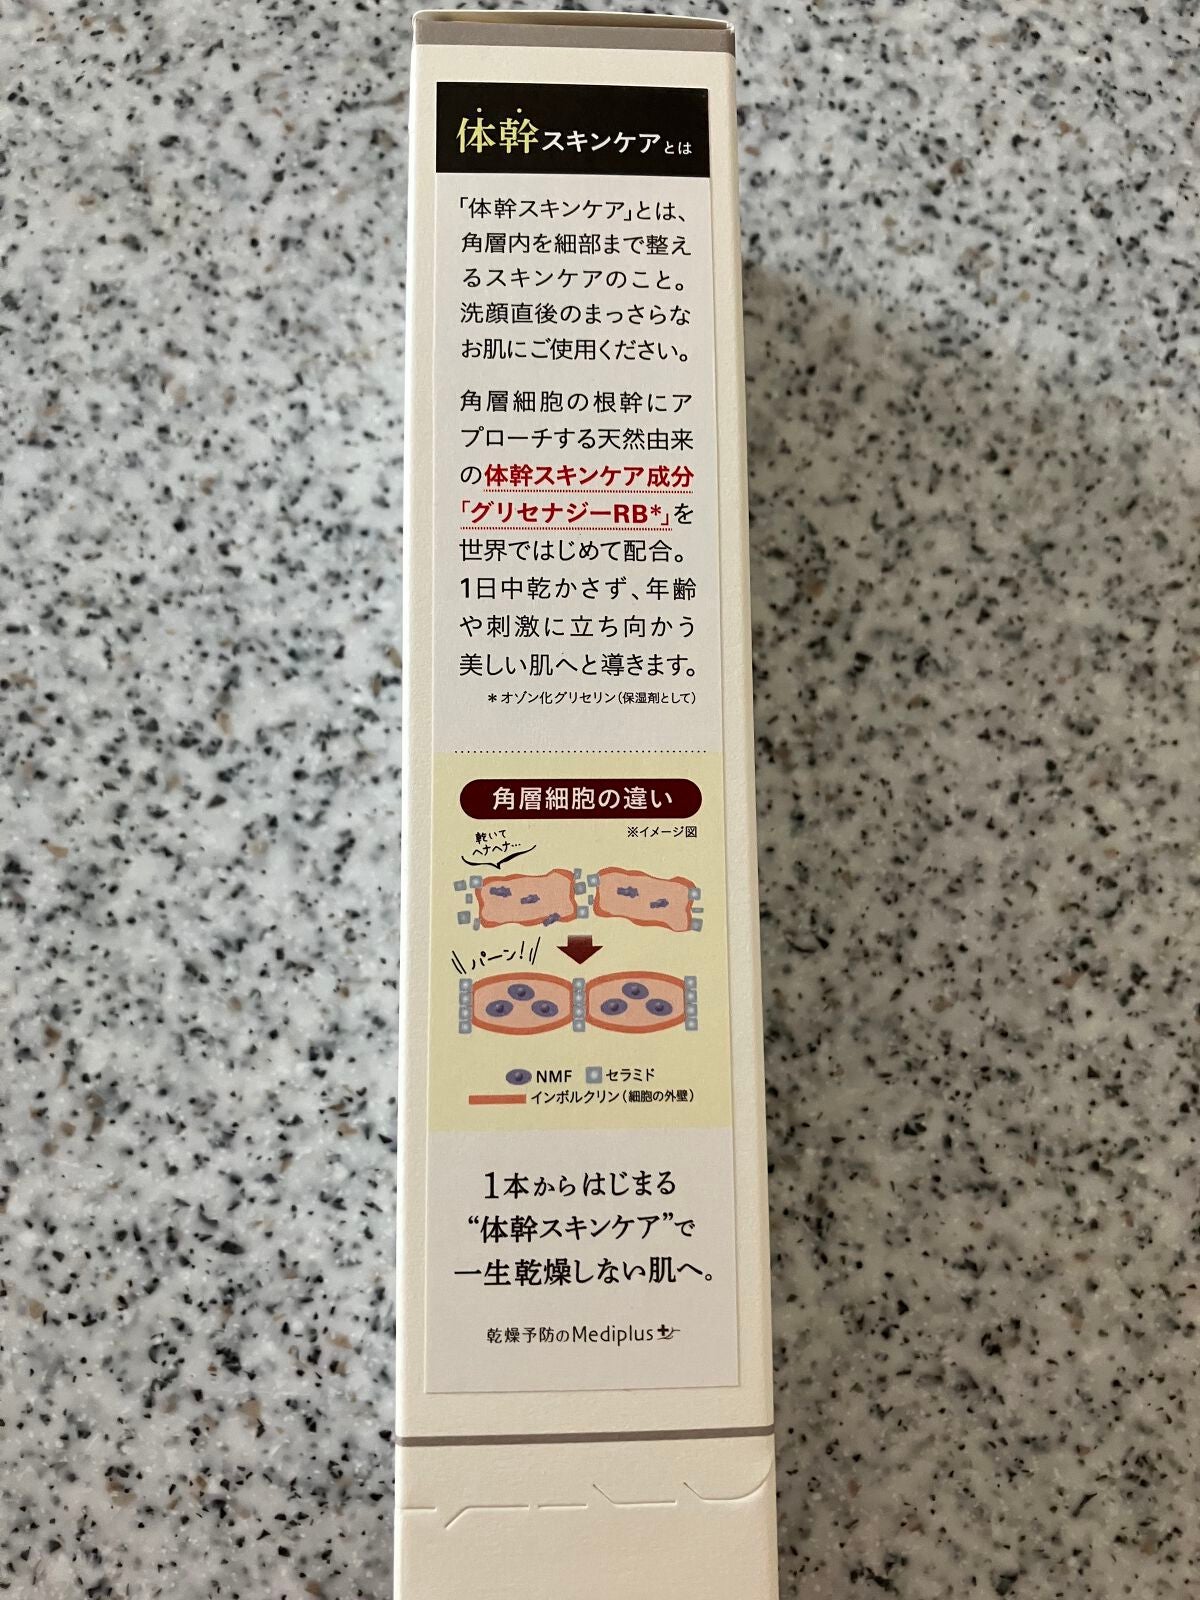 体幹スキンケアとは
「体幹スキンケア」とは、
角層内を細部まで整え
るスキンケアのこと。
洗顔直後のまっさらな
お肌にご使用ください。
角層細胞の根幹にア
プローチする天然由来
の体幹スキンケア成分
「グリセナジーRB*」を
世界ではじめて配合。
1日中乾かさず、年齢
や刺激に立ち向かう
美しい肌へと導きます。
*オゾン化グリセリン(保湿剤として)
角層細胞の違い
※イメージ図
乾いて
ヘナヘナ…
パーン!
NMF セラミド
インボルクリン(細胞の外壁)
1本からはじまる
“体幹スキンケア”で
一生乾燥しない肌へ。
乾燥予防のMediplus